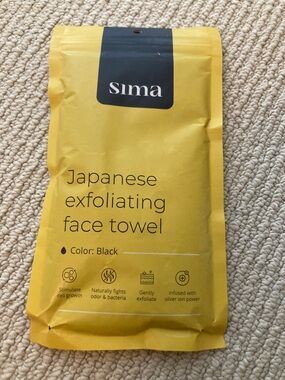 sima
Japanese
exfoliating
face towel
Color: Black
Stimulate Naturally fights Gently Infused with
cell growth odor & bacteria exfoliate silver ion power